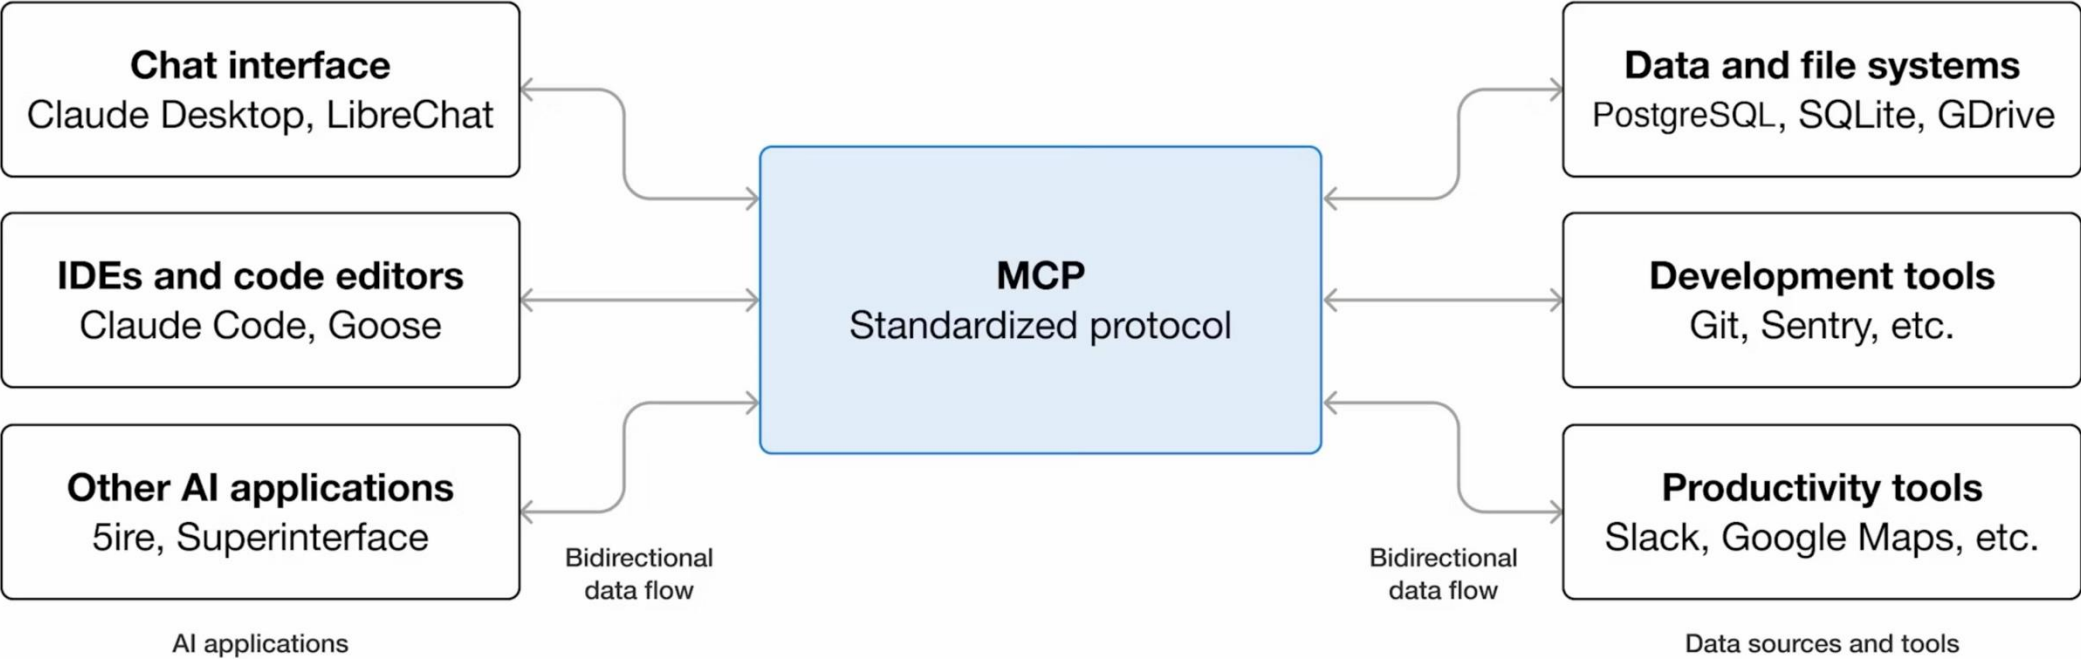 Chat interface
Claude Desktop, LibreChat
IDEs and code editors
Claude Code, Goose
Other AI applications
5ire, Superinterface
AI applications
Bidirectional
data flow
MCP
Standardized protocol
Bidirectional
data flow
Data and file systems
PostgreSQL, SQLite, GDrive
Development tools
Git, Sentry, etc.
Productivity tools
Slack, Google Maps, etc.
Data sources and tools